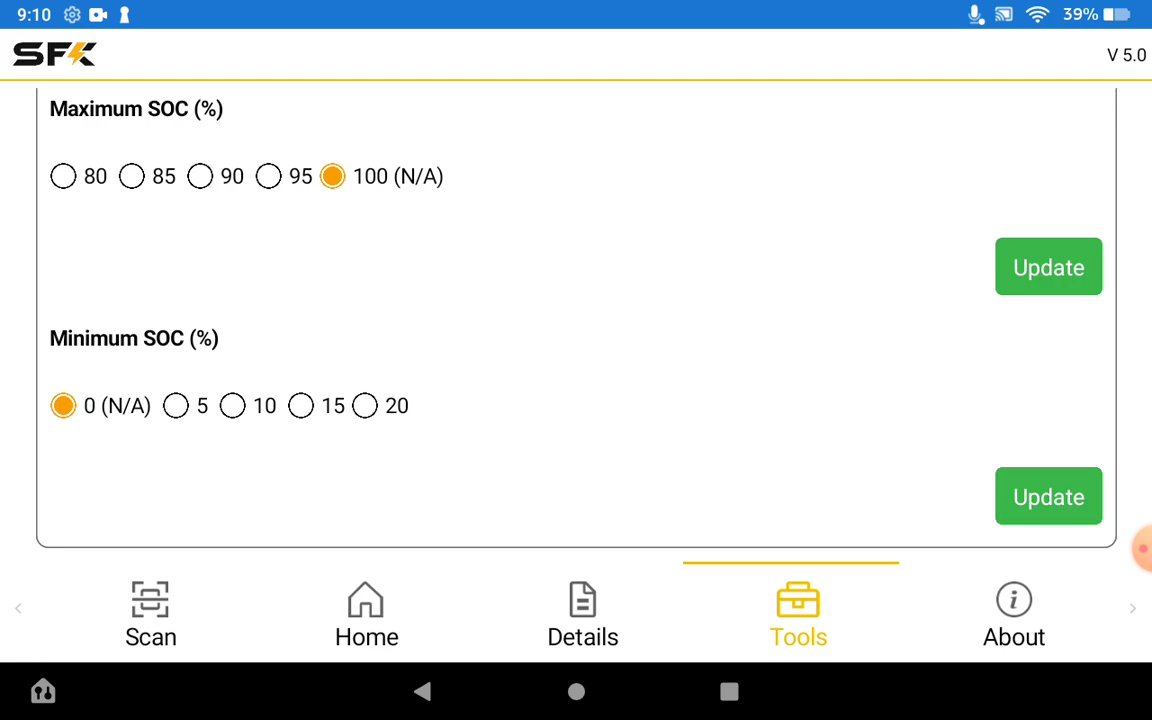 9:10 39%
SFK V 5.0
Maximum SOC (%)
80 85 90 95 100 (N/A)
Update
Minimum SOC (%)
0 (N/A) 5 10 15 20
Update
Scan Home Details Tools About